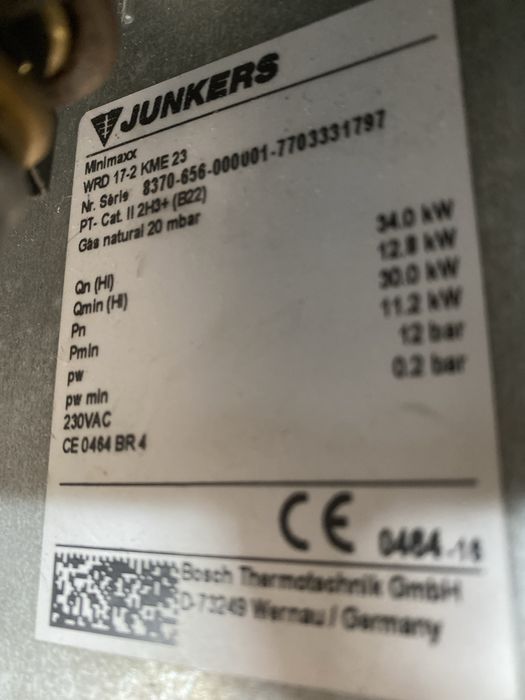 JUNKERS
Minimaxx
WRD 17-2 KME 23
Nr. Série 8370-656-000001-7703331797
PT- Cat. II 2H3+ (B22)
Gás natural 20 mbar
Qn (Hi) 34.0 kW
Qmin (Hi) 12.8 kW
Pn 30.0 kW
Pmin 11.2 kW
pw 12 bar
pw min 0.2 bar
230VAC
CE 0464 BR 4
CE 0464-16
Bosch Thermotechnik GmbH
D-73249 Wernau / Germany